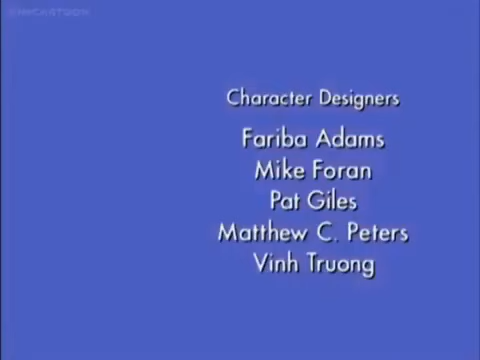 Character Designers
Fariba Adams
Mike Foran
Pat Giles
Matthew C. Peters
Vinh Truong